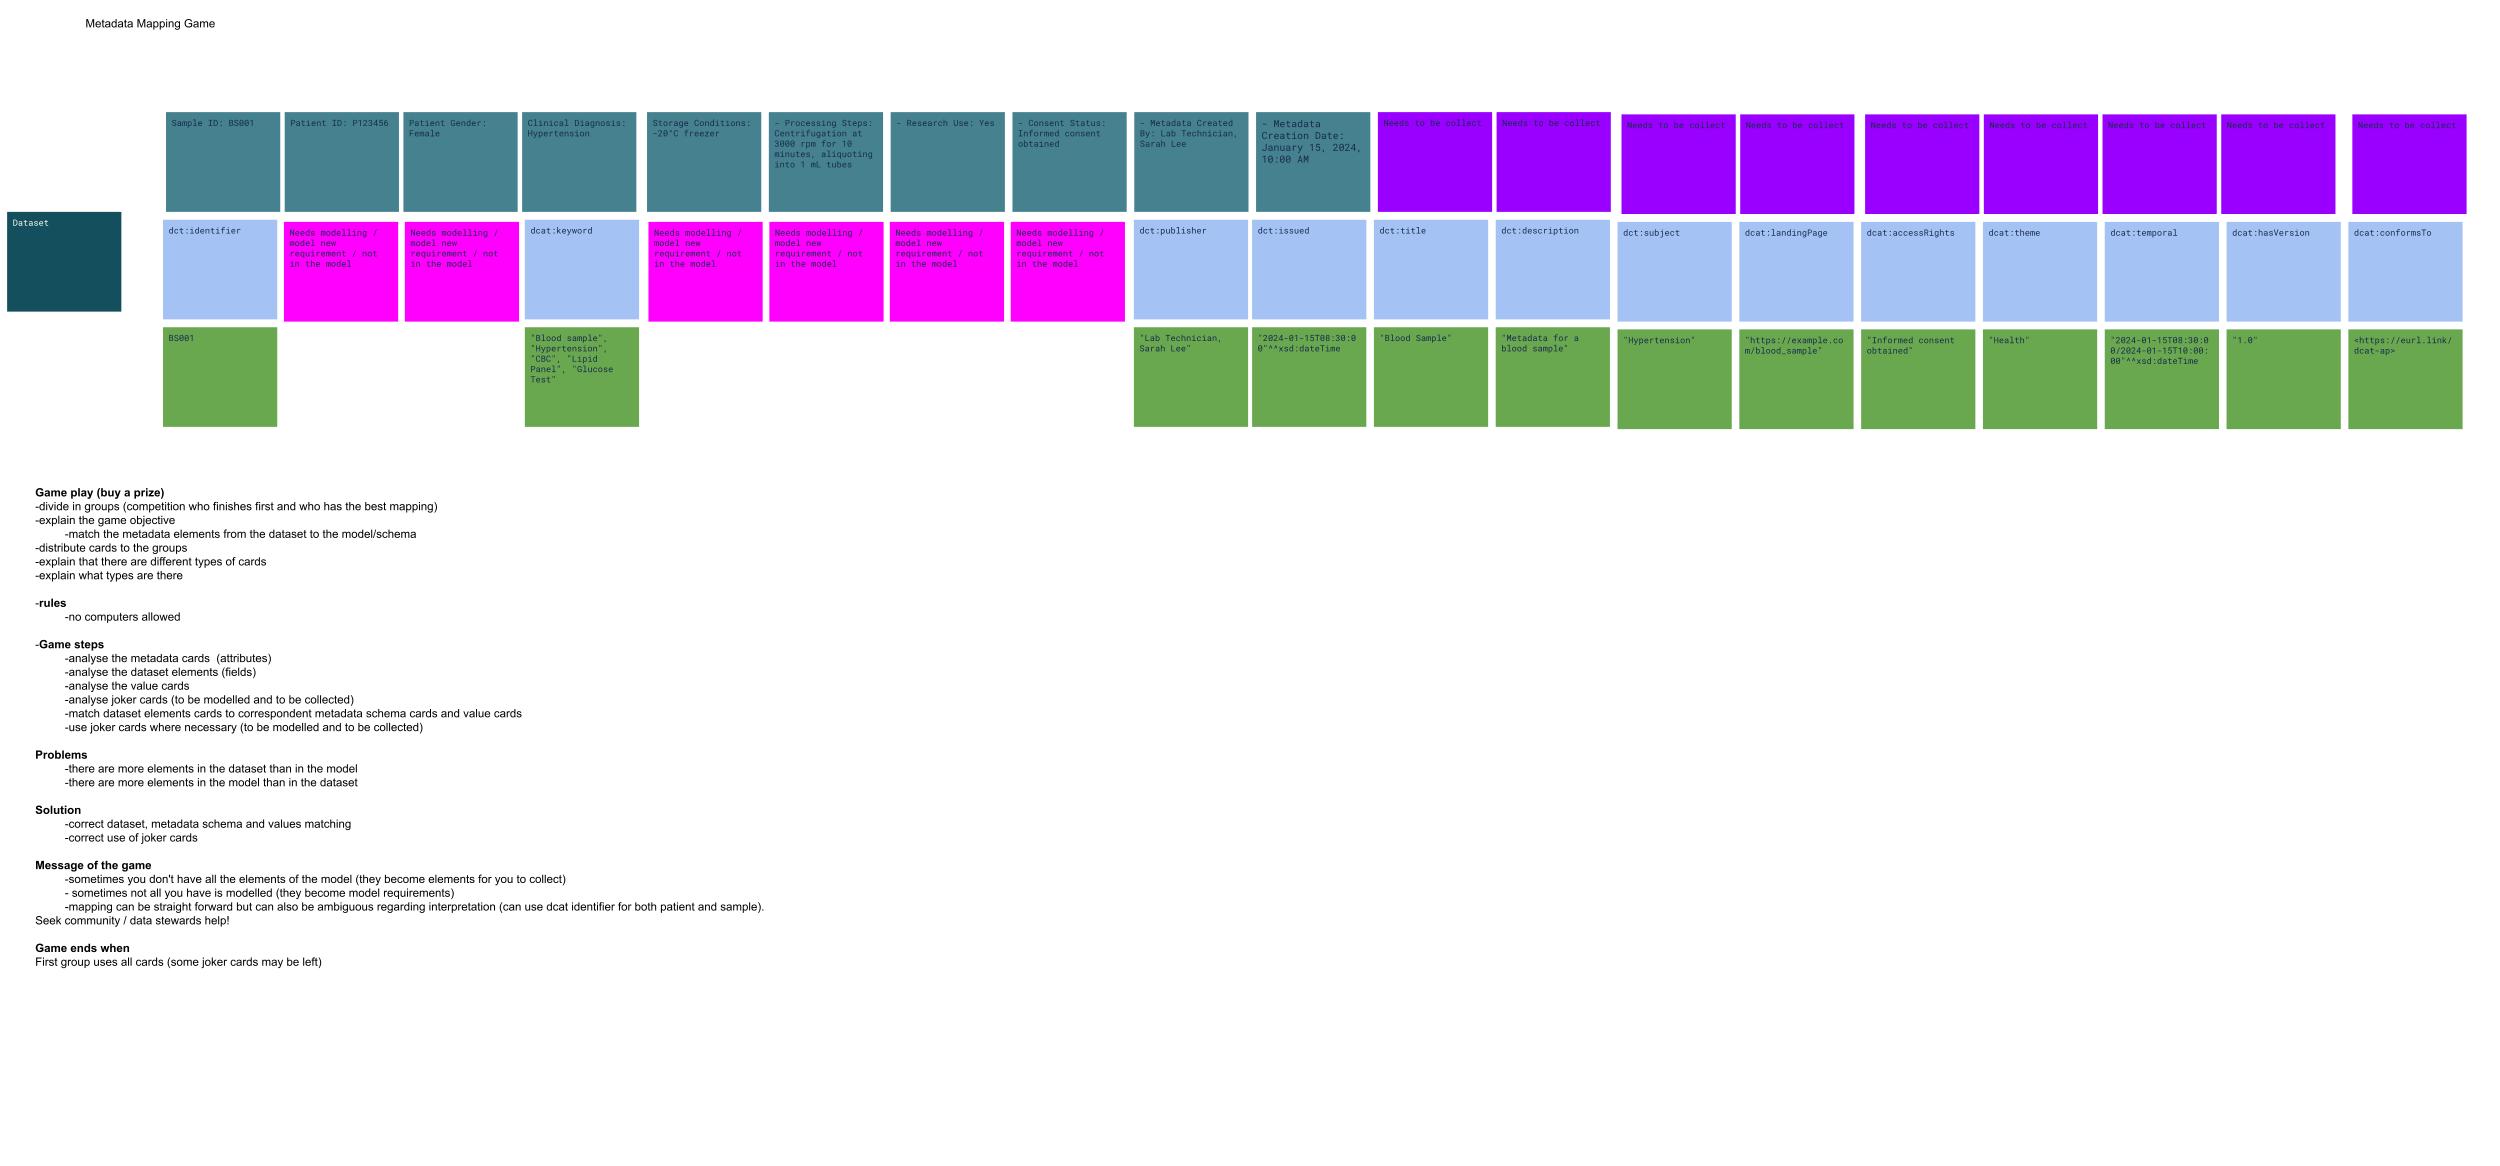 Metadata Mapping Game
Sample ID: BS001
Patient ID: P123456
Patient Gender:
Female
Clinical Diagnosis:
Hypertension
Storage Conditions:
-20°C freezer
- Processing Steps:
Centrifugation at
3000 rpm for 10
minutes, aliquoting
into 1 mL tubes
- Research Use: Yes
- Consent Status:
Informed consent
obtained
- Metadata Created
By: Lab Technician,
Sarah Lee
- Metadata
Creation Date:
January 15, 2024,
10:00 AM
Needs to be collect
Needs to be collect
Needs to be collect
Needs to be collect
Needs to be collect
Needs to be collect
Needs to be collect
Needs to be collect
Needs to be collect
Dataset
dct:identifier
Needs modelling /
model new
requirement / not
in the model
Needs modelling /
model new
requirement / not
in the model
dcat:keyword
Needs modelling /
model new
requirement / not
in the model
Needs modelling /
model new
requirement / not
in the model
Needs modelling /
model new
requirement / not
in the model
Needs modelling /
model new
requirement / not
in the model
dct:publisher
dct:issued
dct:title
dct:description
dct:subject
dcat:landingPage
dcat:accessRights
dcat:theme
dcat:temporal
dcat:hasVersion
dcat:conformsTo
BS001
"Blood sample",
"Hypertension",
"CBC", "Lipid
Panel", "Glucose
Test"
"Lab Technician,
Sarah Lee"
"2024-01-15T08:30:0
0"^^xsd:dateTime
"Blood Sample"
"Metadata for a
blood sample"
"Hypertension"
"https://example.co
m/blood_sample"
"Informed consent
obtained"
"Health"
"2024-01-15T08:30:0
0/2024-01-15T10:00:
00"^^xsd:dateTime
"1.0"
<https://eurl.link/
dcat-ap>
Game play (buy a prize)
-divide in groups (competition who finishes first and who has the best mapping)
-explain the game objective
-match the metadata elements from the dataset to the model/schema
-distribute cards to the groups
-explain that there are different types of cards
-explain what types are there
-rules
-no computers allowed
-Game steps
-analyse the metadata cards  (attributes)
-analyse the dataset elements (fields)
-analyse the value cards
-analyse joker cards (to be modelled and to be collected)
-match dataset elements cards to correspondent metadata schema cards and value cards
-use joker cards where necessary (to be modelled and to be collected)
Problems
-there are more elements in the dataset than in the model
-there are more elements in the model than in the dataset
Solution
-correct dataset, metadata schema and values matching
-correct use of joker cards
Message of the game
-sometimes you don't have all the elements of the model (they become elements for you to collect)
- sometimes not all you have is modelled (they become model requirements)
-mapping can be straight forward but can also be ambiguous regarding interpretation (can use dcat identifier for both patient and sample).
Seek community / data stewards help!
Game ends when
First group uses all cards (some joker cards may be left)